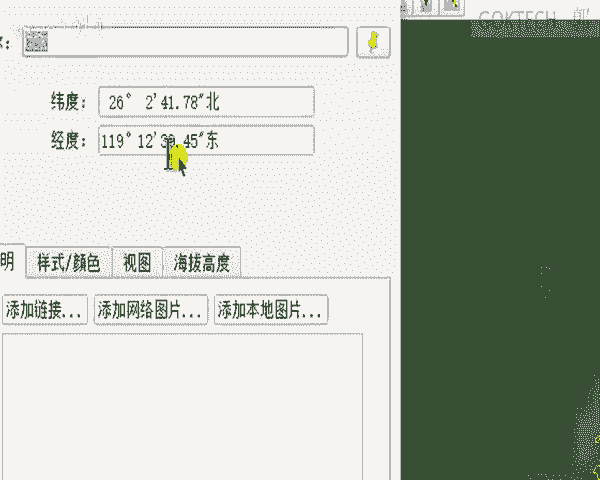 GOKTECH
纬度: 26° 2'41.78"北
经度: 119° 12'39.45"东
明 样式/颜色 视图 海拔高度
添加链接... 添加网络图片... 添加本地图片...